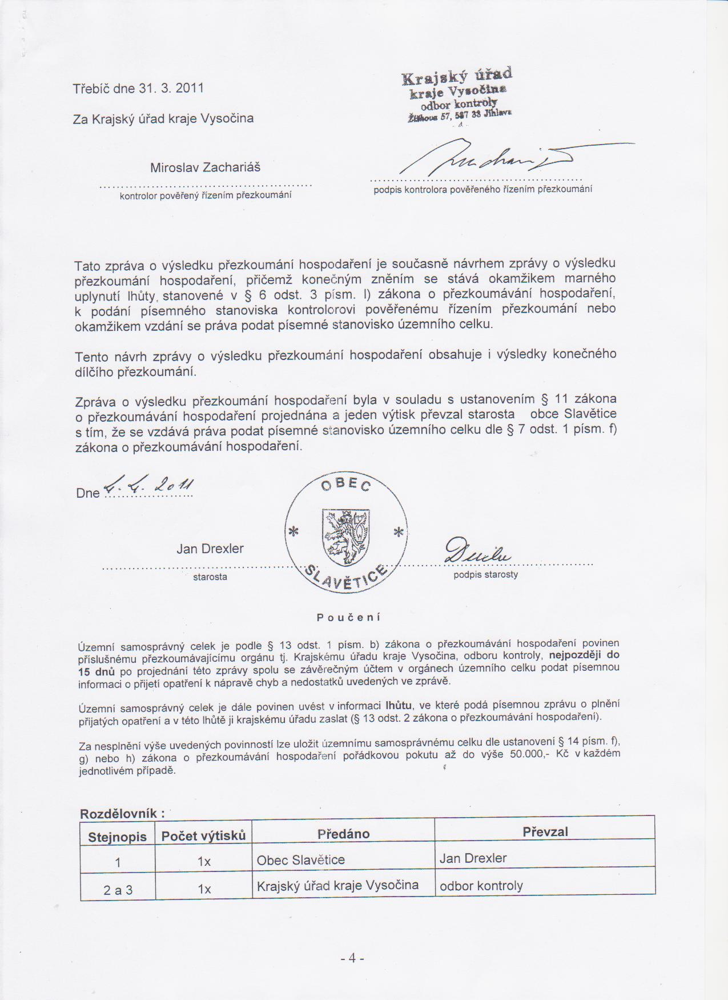 Třebíč dne 31. 3. 2011
Krajský úřad
kraje Vysočina
odbor kontroly
Žižkova 57, 587 33 Jihlava
Za Krajský úřad kraje Vysočina
Miroslav Zachariáš
kontrolor pověřený řízením přezkoumání
podpis kontrolora pověřeného řízením přezkoumání
Tato zpráva o výsledku přezkoumání hospodaření je současně návrhem zprávy o výsledku
přezkoumání hospodaření, přičemž konečným zněním se stává okamžikem marného
uplynutí lhůty, stanovené v § 6 odst. 3 písm. l) zákona o přezkoumávání hospodaření,
k podání písemného stanoviska kontrolorovi pověřenému řízením přezkoumání nebo
okamžikem vzdání se práva podat písemné stanovisko územního celku.
Tento návrh zprávy o výsledku přezkoumání hospodaření obsahuje i výsledky konečného
dílčího přezkoumání.
Zpráva o výsledku přezkoumání hospodaření byla v souladu s ustanovením § 11 zákona
o přezkoumávání hospodaření projednána a jeden výtisk převzal starosta obce Slavětice
s tím, že se vzdává práva podat písemné stanovisko územního celku dle § 7 odst. 1 písm. f)
zákona o přezkoumávání hospodaření.
Dne 4. 4. 2011
OBEC
SLAVĚTICE
Jan Drexler
starosta
podpis starosty
Poučení
Územní samosprávný celek je podle § 13 odst. 1 písm. b) zákona o přezkoumávání hospodaření povinen
příslušnému přezkoumávajícímu orgánu tj. Krajskému úřadu kraje Vysočina, odboru kontroly, nejpozději do
15 dnů po projednání této zprávy spolu se závěrečným účtem v orgánech územního celku podat písemnou
informaci o přijetí opatření k nápravě chyb a nedostatků uvedených ve zprávě.
Územní samosprávný celek je dále povinen uvést v informaci lhůtu, ve které podá písemnou zprávu o plnění
přijatých opatření a v této lhůtě ji krajskému úřadu zaslat (§ 13 odst. 2 zákona o přezkoumávání hospodaření).
Za nesplnění výše uvedených povinností lze uložit územnímu samosprávnému celku dle ustanovení § 14 písm. f),
g) nebo h) zákona o přezkoumávání hospodaření pořádkovou pokutu až do výše 50.000,- Kč v každém
jednotlivém případě.
Rozdělovník :
Stejnopis Počet výtisků Předáno Převzal
1 1x Obec Slavětice Jan Drexler
2 a 3 1x Krajský úřad kraje Vysočina odbor kontroly
- 4 -